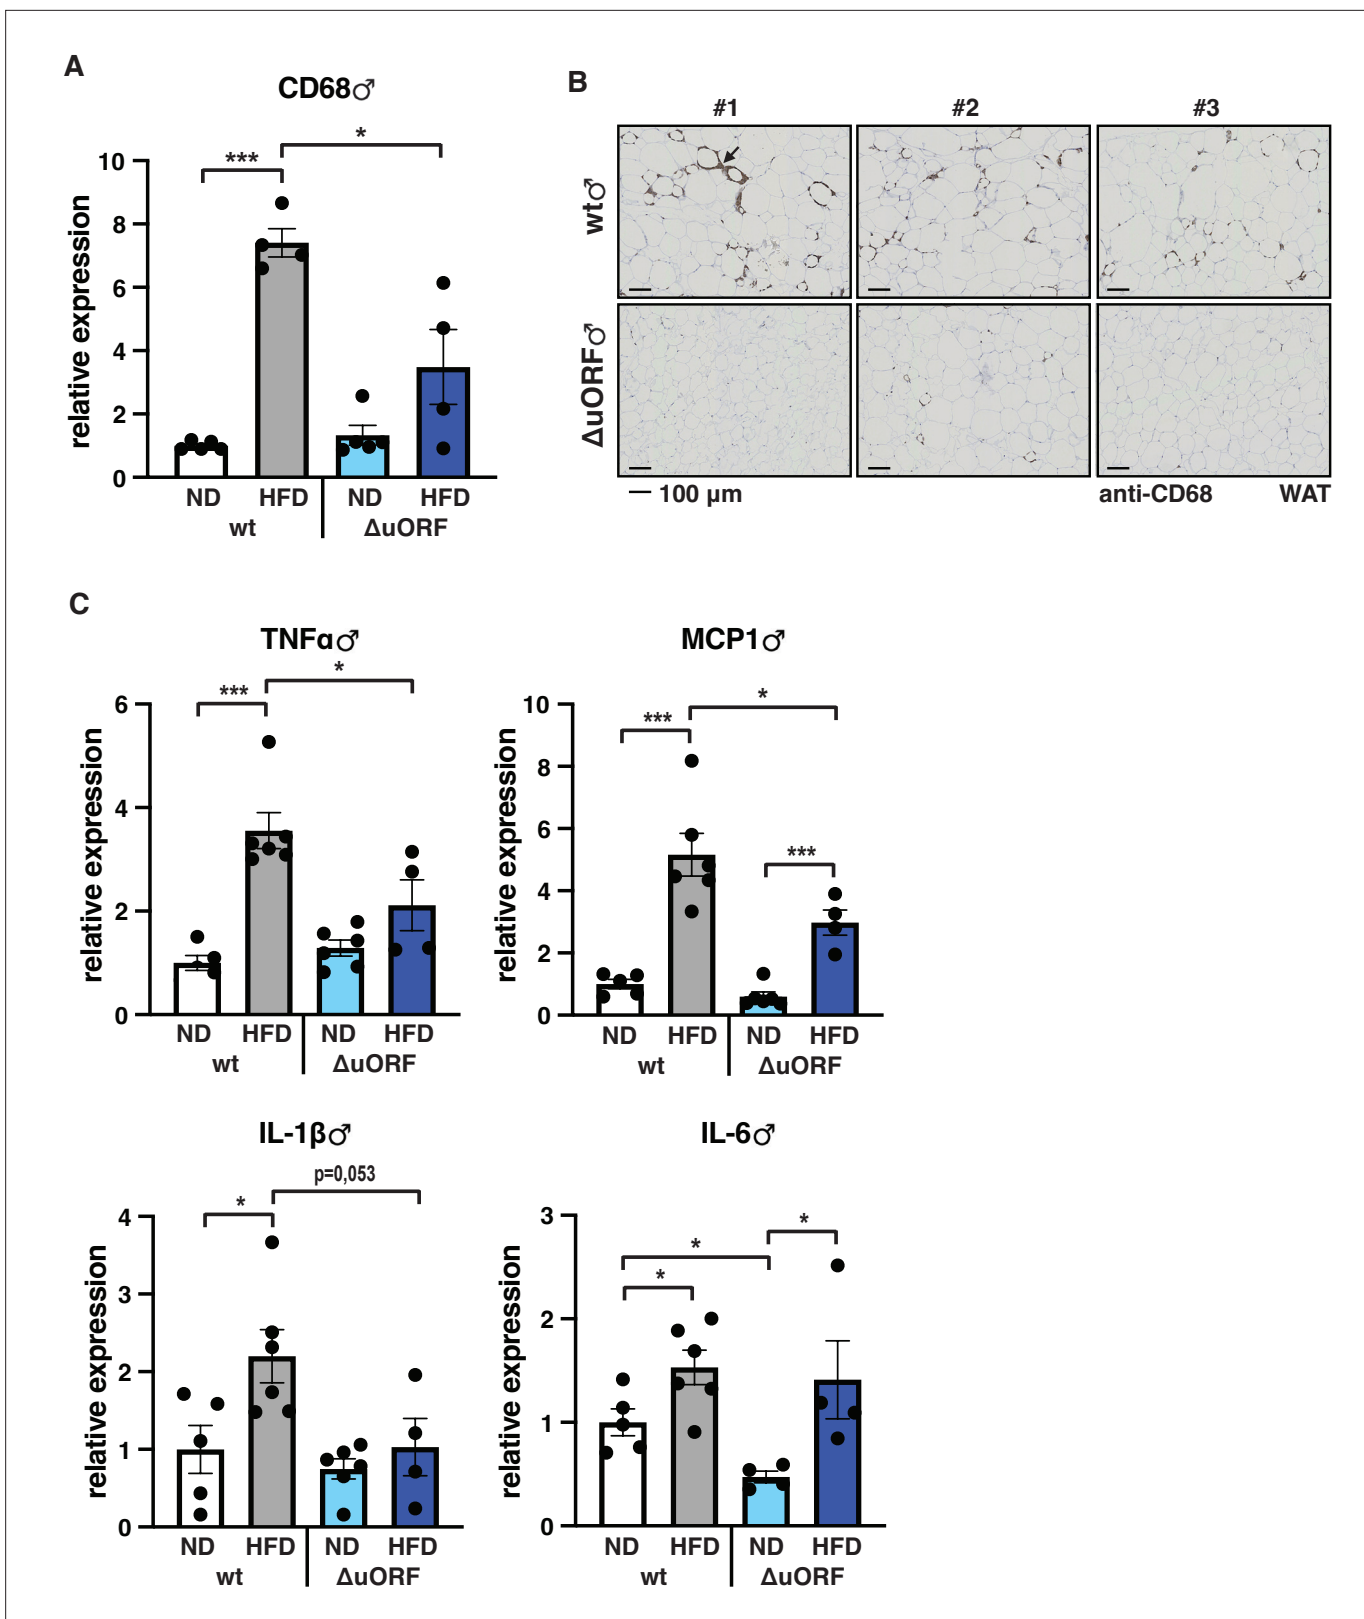 A
CD68♂
relative expression
10
8
6
4
2
0
***
*
ND HFD ND HFD
wt ΔuORF
B
#1 #2 #3
wt♂
ΔuORF♂
100 µm
anti-CD68 WAT
C
TNFα♂
relative expression
6
4
2
0
***
*
ND HFD ND HFD
wt ΔuORF
MCP1♂
relative expression
10
8
6
4
2
0
***
*
***
ND HFD ND HFD
wt ΔuORF
IL-1β♂
relative expression
4
3
2
1
0
*
p=0,053
ND HFD ND HFD
wt ΔuORF
IL-6♂
relative expression
3
2
1
0
*
*
*
ND HFD ND HFD
wt ΔuORF